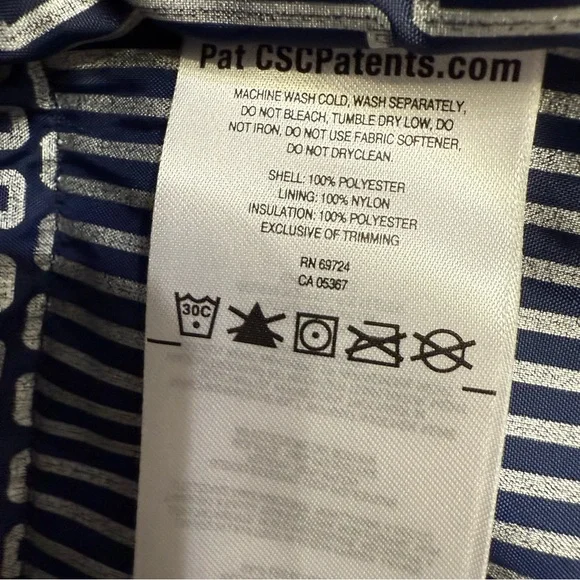 Pat CSCPatents.com
MACHINE WASH COLD, WASH SEPARATELY,
DO NOT BLEACH, TUMBLE DRY LOW, DO
NOT IRON, DO NOT USE FABRIC SOFTENER,
DO NOT DRYCLEAN.
SHELL: 100% POLYESTER
LINING: 100% NYLON
INSULATION: 100% POLYESTER
EXCLUSIVE OF TRIMMING
RN 69724
CA 05367
30C